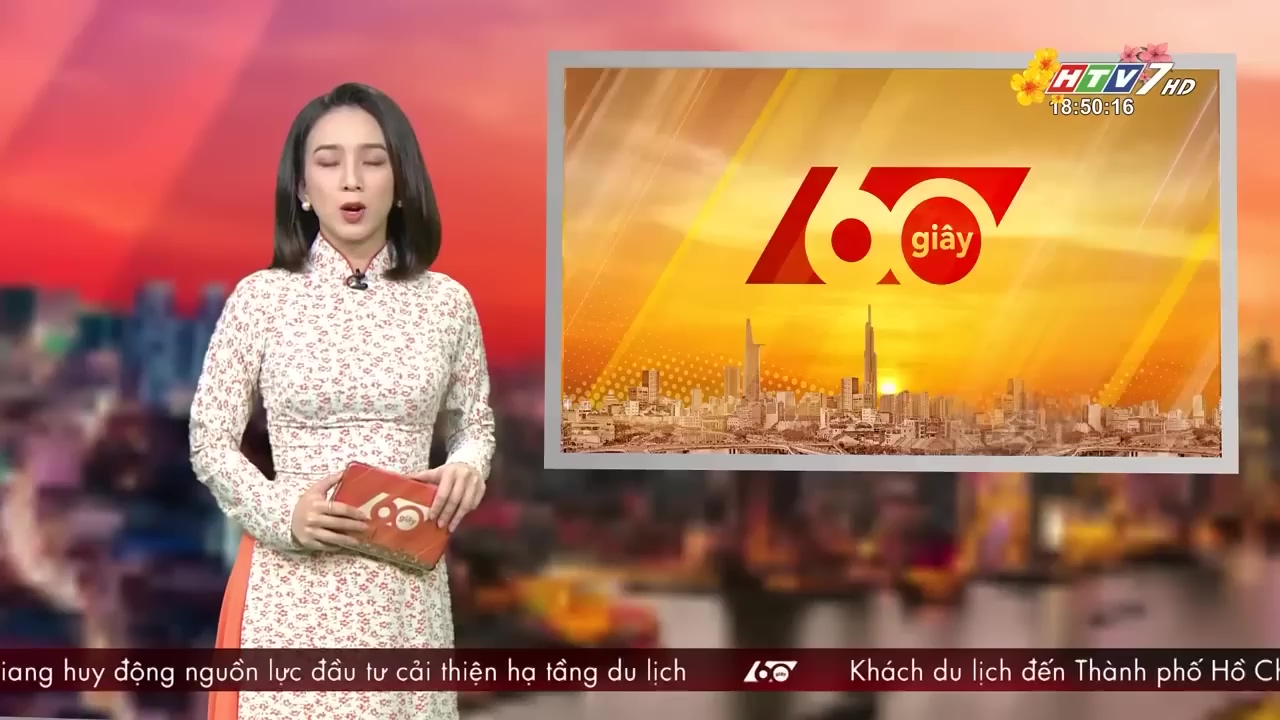 HTV7 HD
18:50:16
60 giây
60 giây
iang huy động nguồn lực đầu tư cải thiện hạ tầng du lịch 60 giây Khách du lịch đến Thành phố Hồ Ch